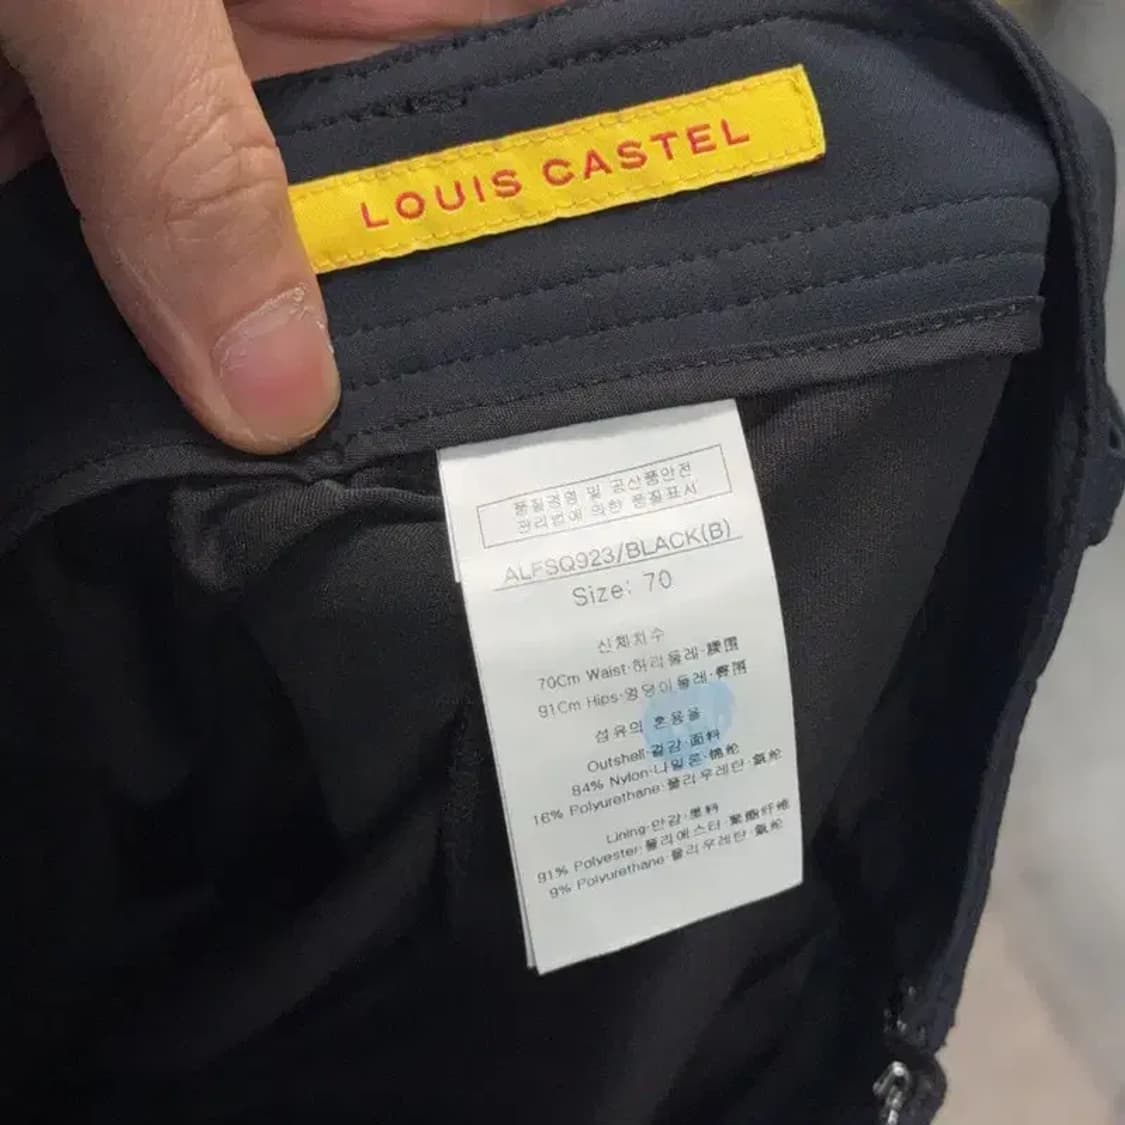 LOUIS CASTEL
품질경영 및 공산품안전
관리법에 의한 품질표시
ALFSQ923/BLACK(B)
Size: 70
신체치수
70Cm Waist·허리둘레·腰围
91Cm Hips·엉덩이둘레·臀围
섬유의 혼용율
Outshell·겉감·面料
84% Nylon·나일론·锦纶
16% Polyurethane·폴리우레탄·氨纶
Lining·안감·里料
91% Polyester·폴리에스터·聚酯纤维
9% Polyurethane·폴리우레탄·氨纶